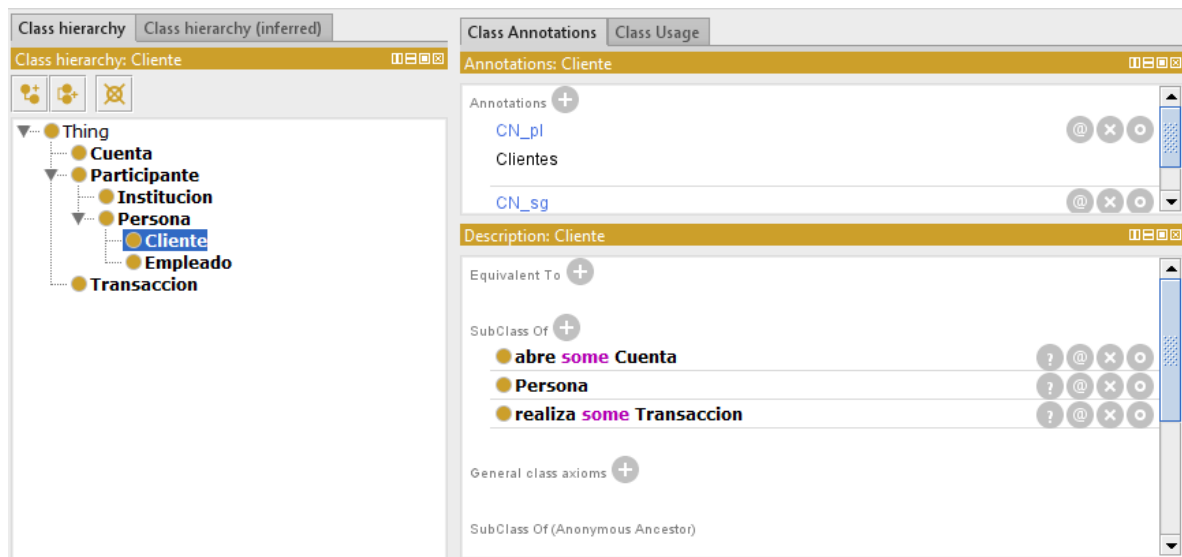 Class hierarchy
Class hierarchy (inferred)
Class hierarchy: Cliente
Thing
Cuenta
Participante
Institucion
Persona
Cliente
Empleado
Transaccion
Class Annotations
Class Usage
Annotations: Cliente
Annotations
CN_pl
Clientes
CN_sg
Description: Cliente
Equivalent To
SubClass Of
abre some Cuenta
Persona
realiza some Transaccion
General class axioms
SubClass Of (Anonymous Ancestor)